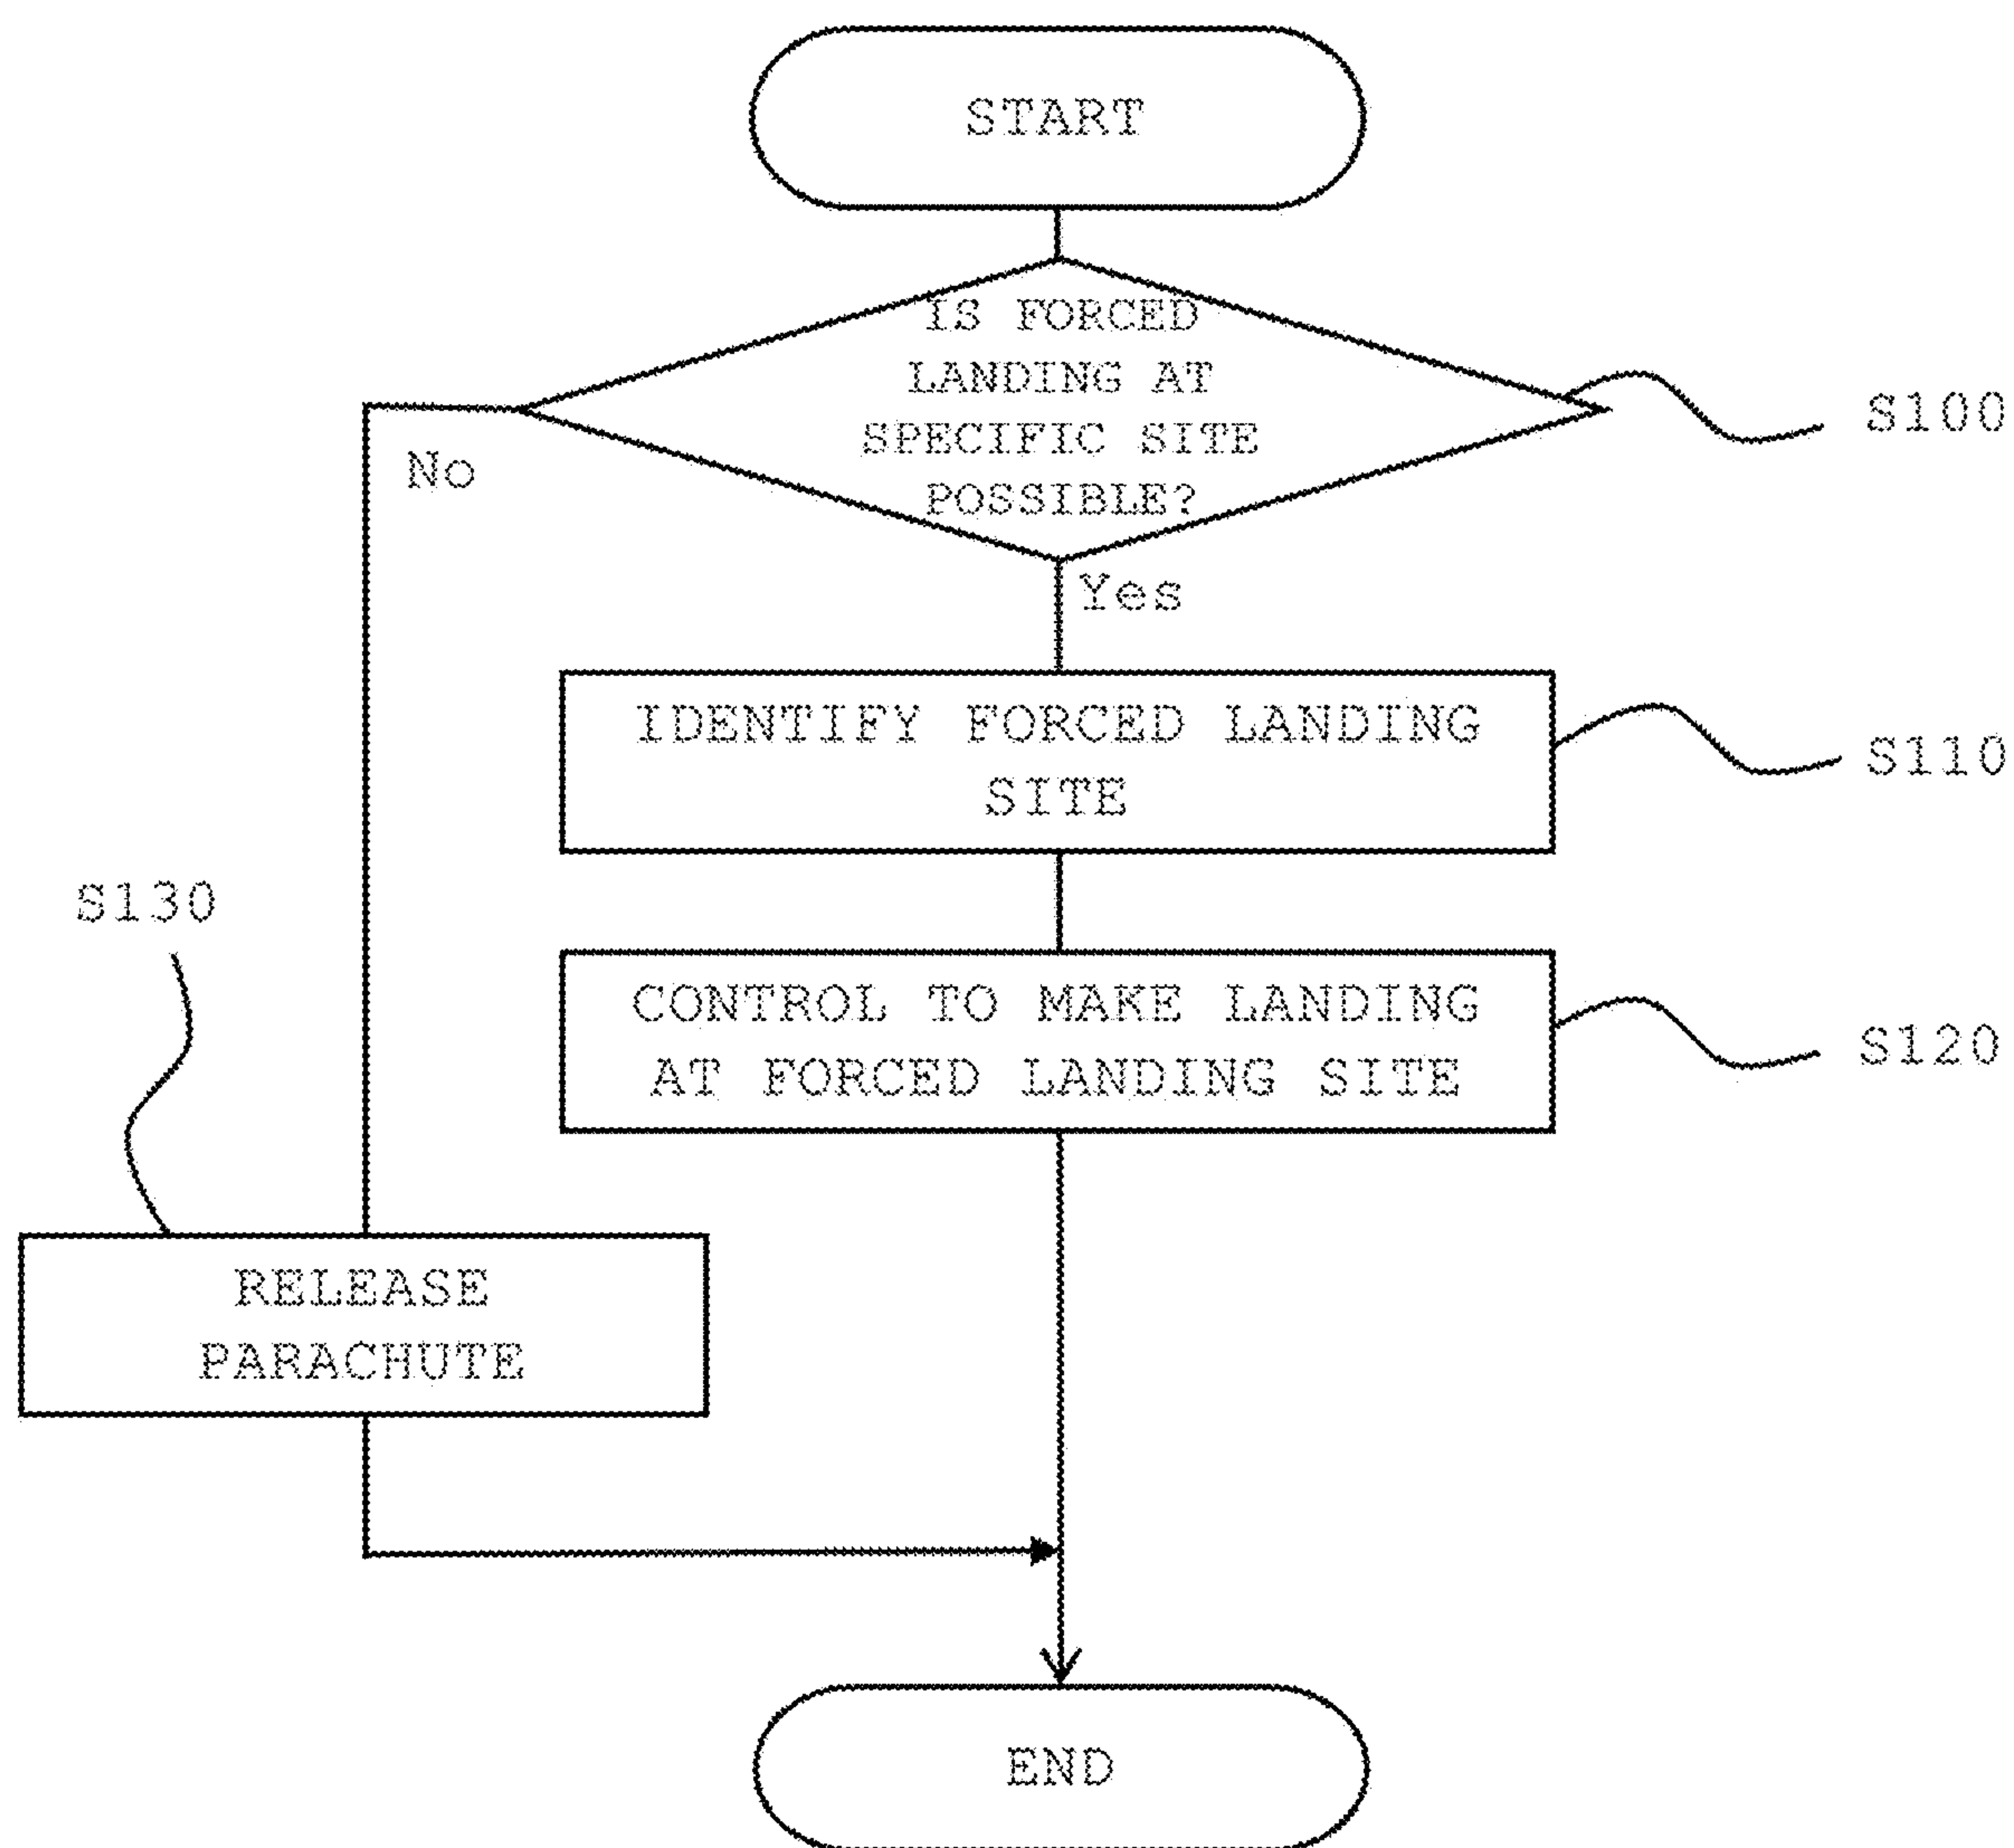 START
IS FORCED
LANDING AT
SPECIFIC SITE
POSSIBLE?
S100
No
Yes
IDENTIFY FORCED LANDING
SITE
S110
S130
CONTROL TO MAKE LANDING
AT FORCED LANDING SITE
S120
RELEASE
PARACHUTE
END